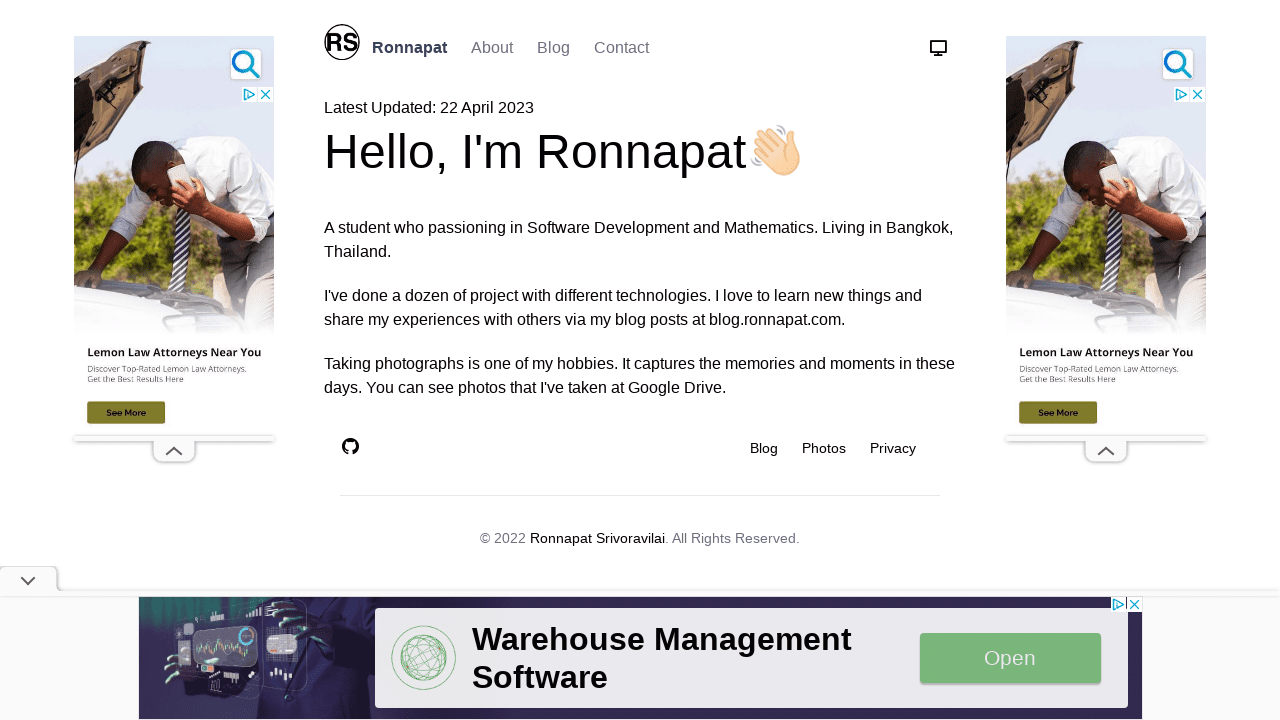 RS Ronnapat About Blog Contact
Latest Updated: 22 April 2023
Hello, I'm Ronnapat👋🏻
A student who passioning in Software Development and Mathematics. Living in Bangkok,
Thailand.
I've done a dozen of project with different technologies. I love to learn new things and
share my experiences with others via my blog posts at blog.ronnapat.com.
Taking photographs is one of my hobbies. It captures the memories and moments in these
days. You can see photos that I've taken at Google Drive.
Blog Photos Privacy
© 2022 Ronnapat Srivoravilai. All Rights Reserved.
Lemon Law Attorneys Near You
Discover Top-Rated Lemon Law Attorneys.
Get the Best Results Here
See More
Lemon Law Attorneys Near You
Discover Top-Rated Lemon Law Attorneys.
Get the Best Results Here
See More
Warehouse Management
Software
Open